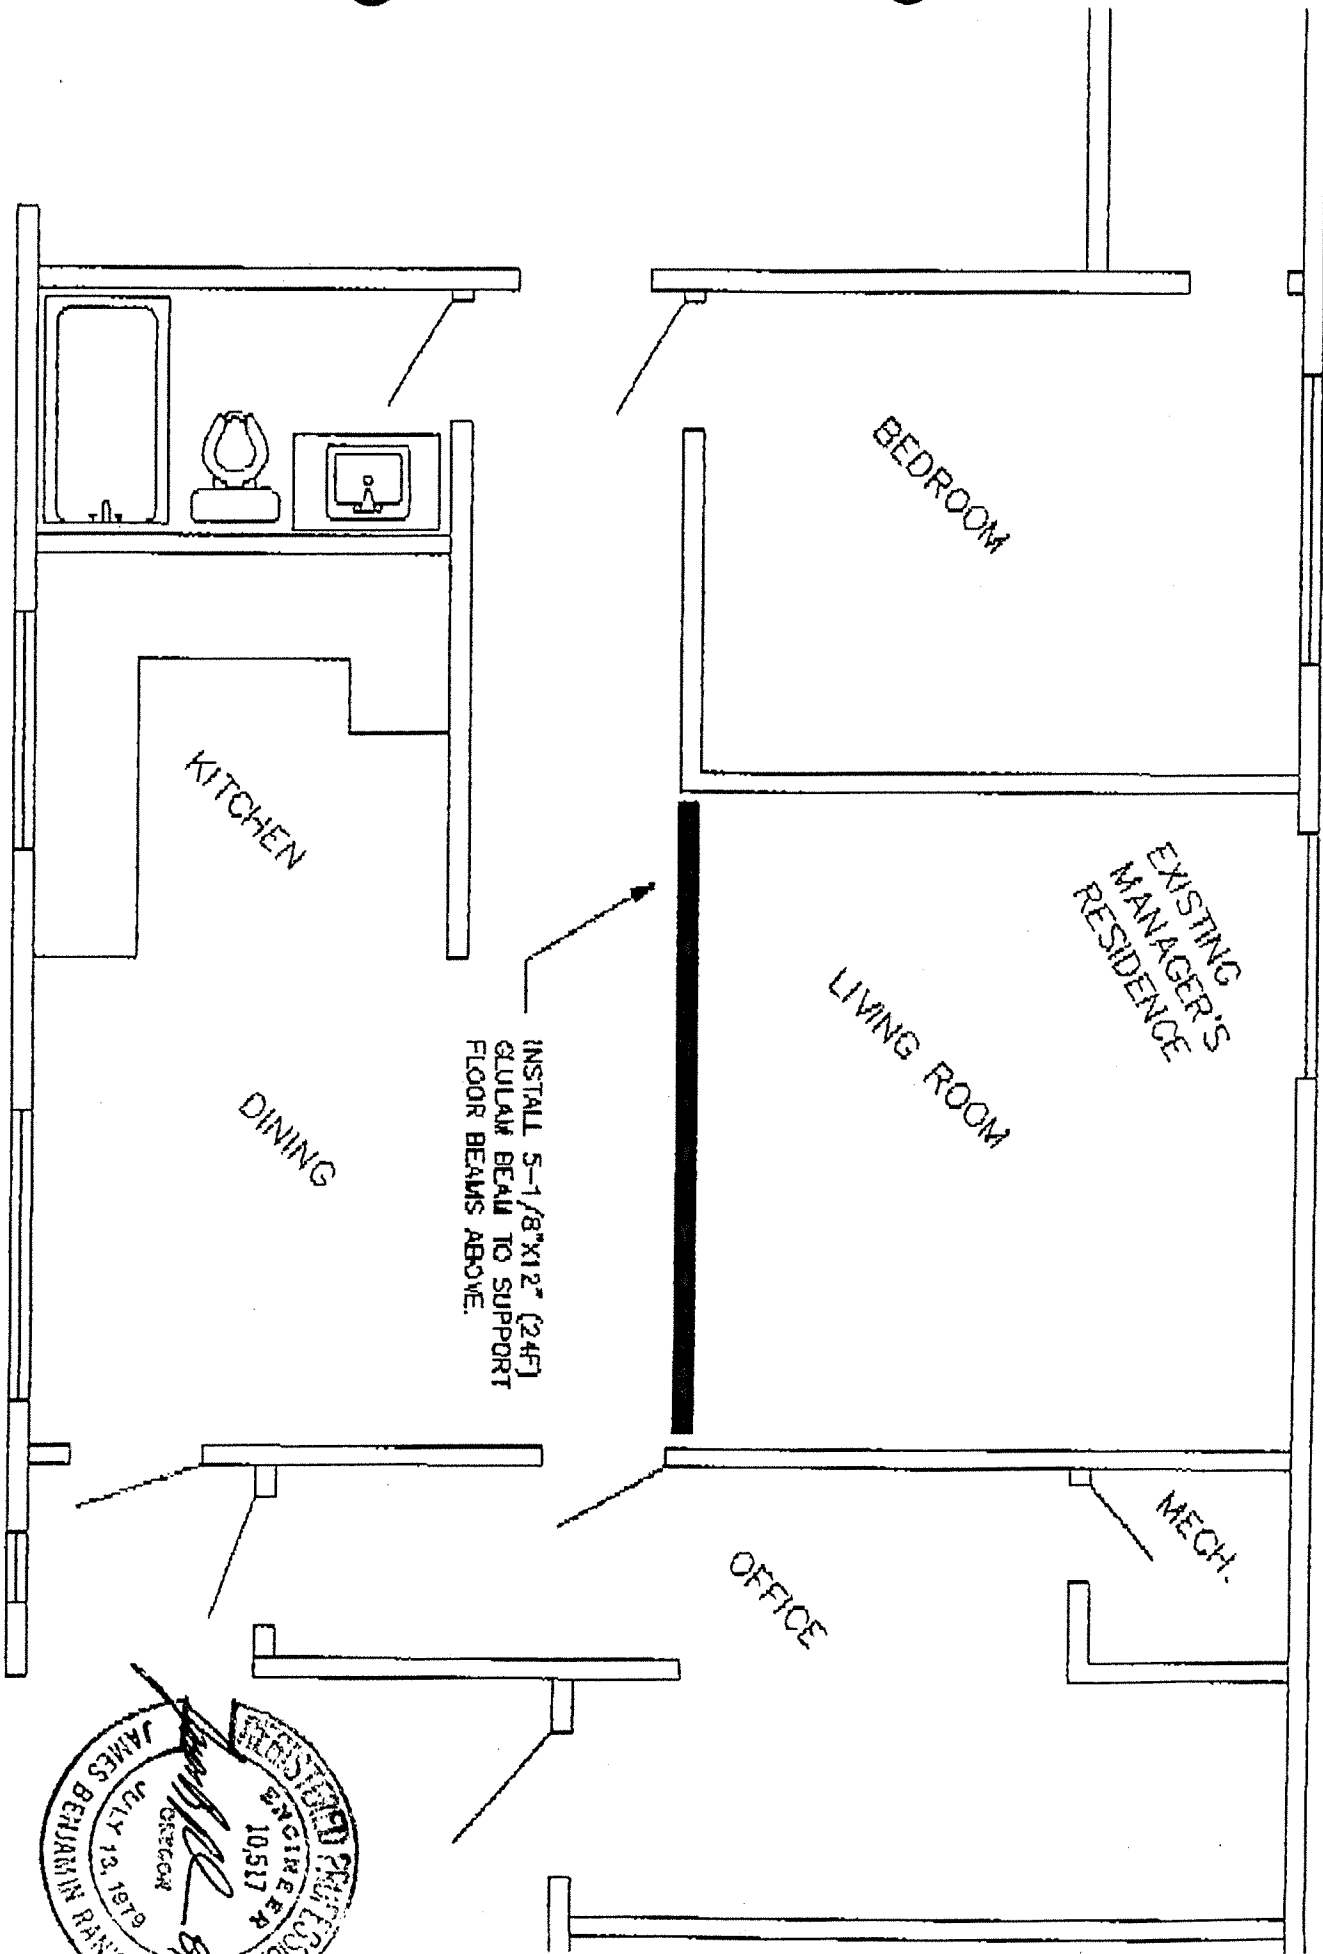 BEDROOM
KITCHEN
EXISTING
MANAGER'S
RESIDENCE
LIVING ROOM
DINING
INSTALL 5-1/8"X12" (24F)
GLULAM BEAM TO SUPPORT
FLOOR BEAMS ABOVE.
MECH.
OFFICE
REGISTERED
ENGINEER
10,517
OREGON
JULY 13, 1979
JAMES BENJAMIN